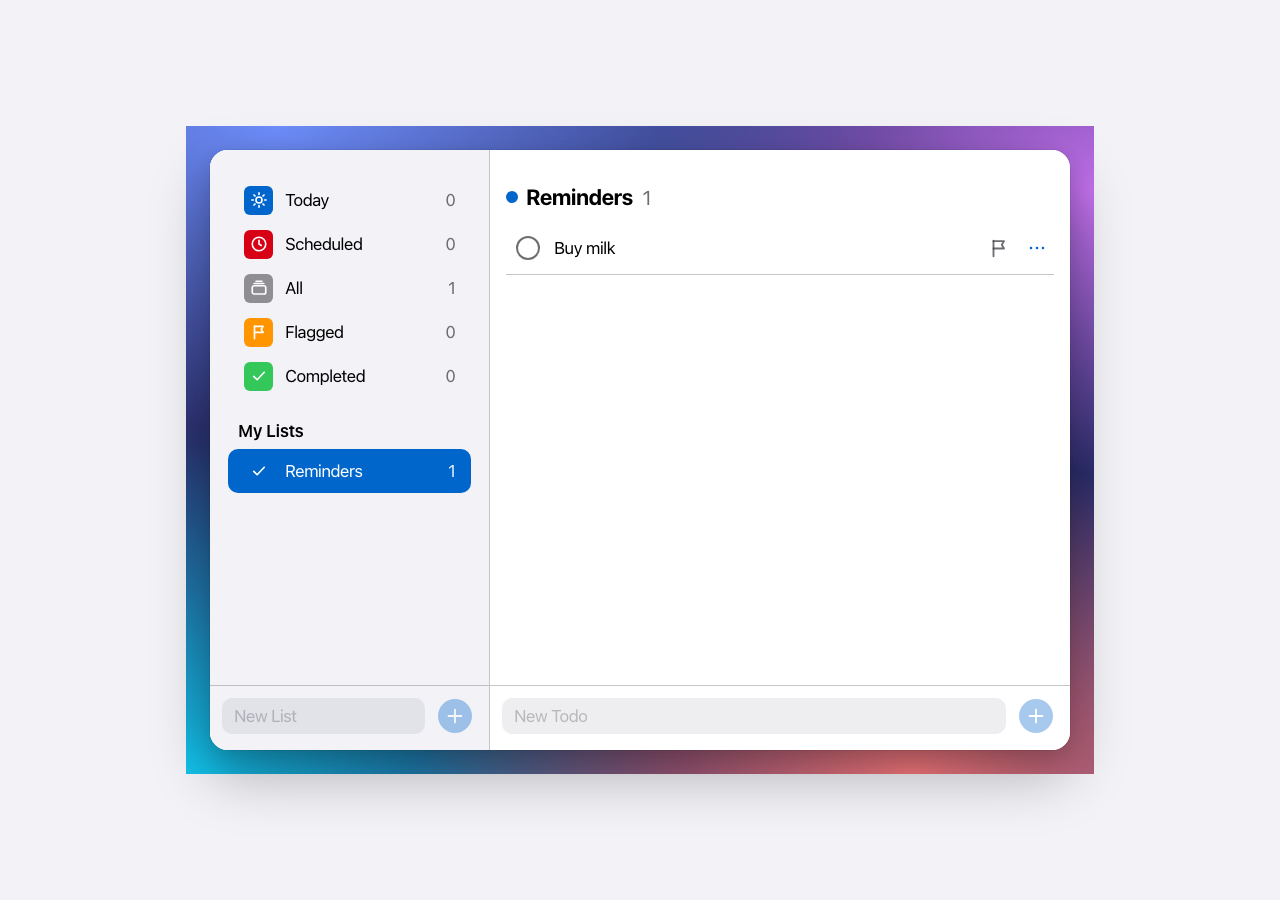 Today 0
Scheduled 0
All 1
Flagged 0
Completed 0
My Lists
Reminders 1
New List
Reminders 1
Buy milk
New Todo